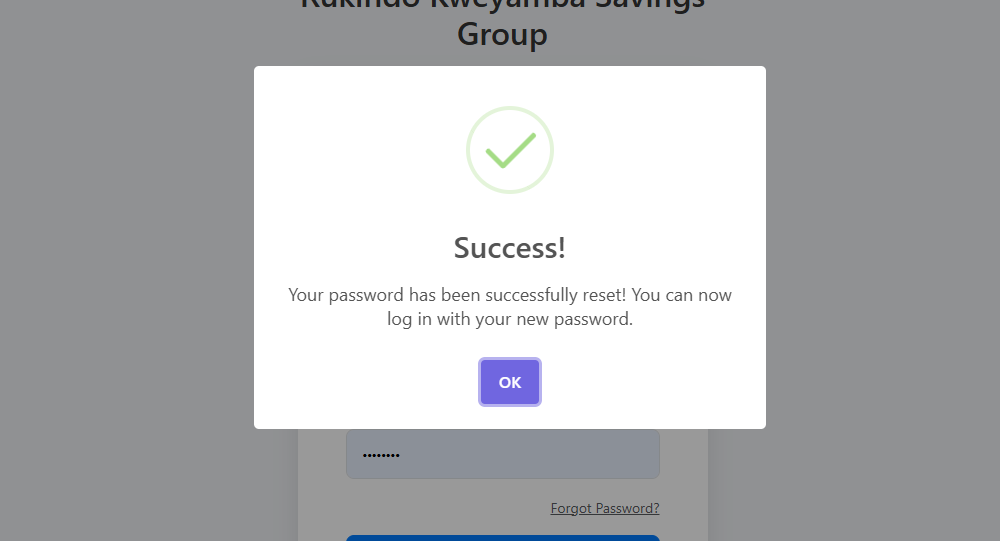 Rukindo Kweyamba Savings
Group
Success!
Your password has been successfully reset! You can now
log in with your new password.
OK
Forgot Password?